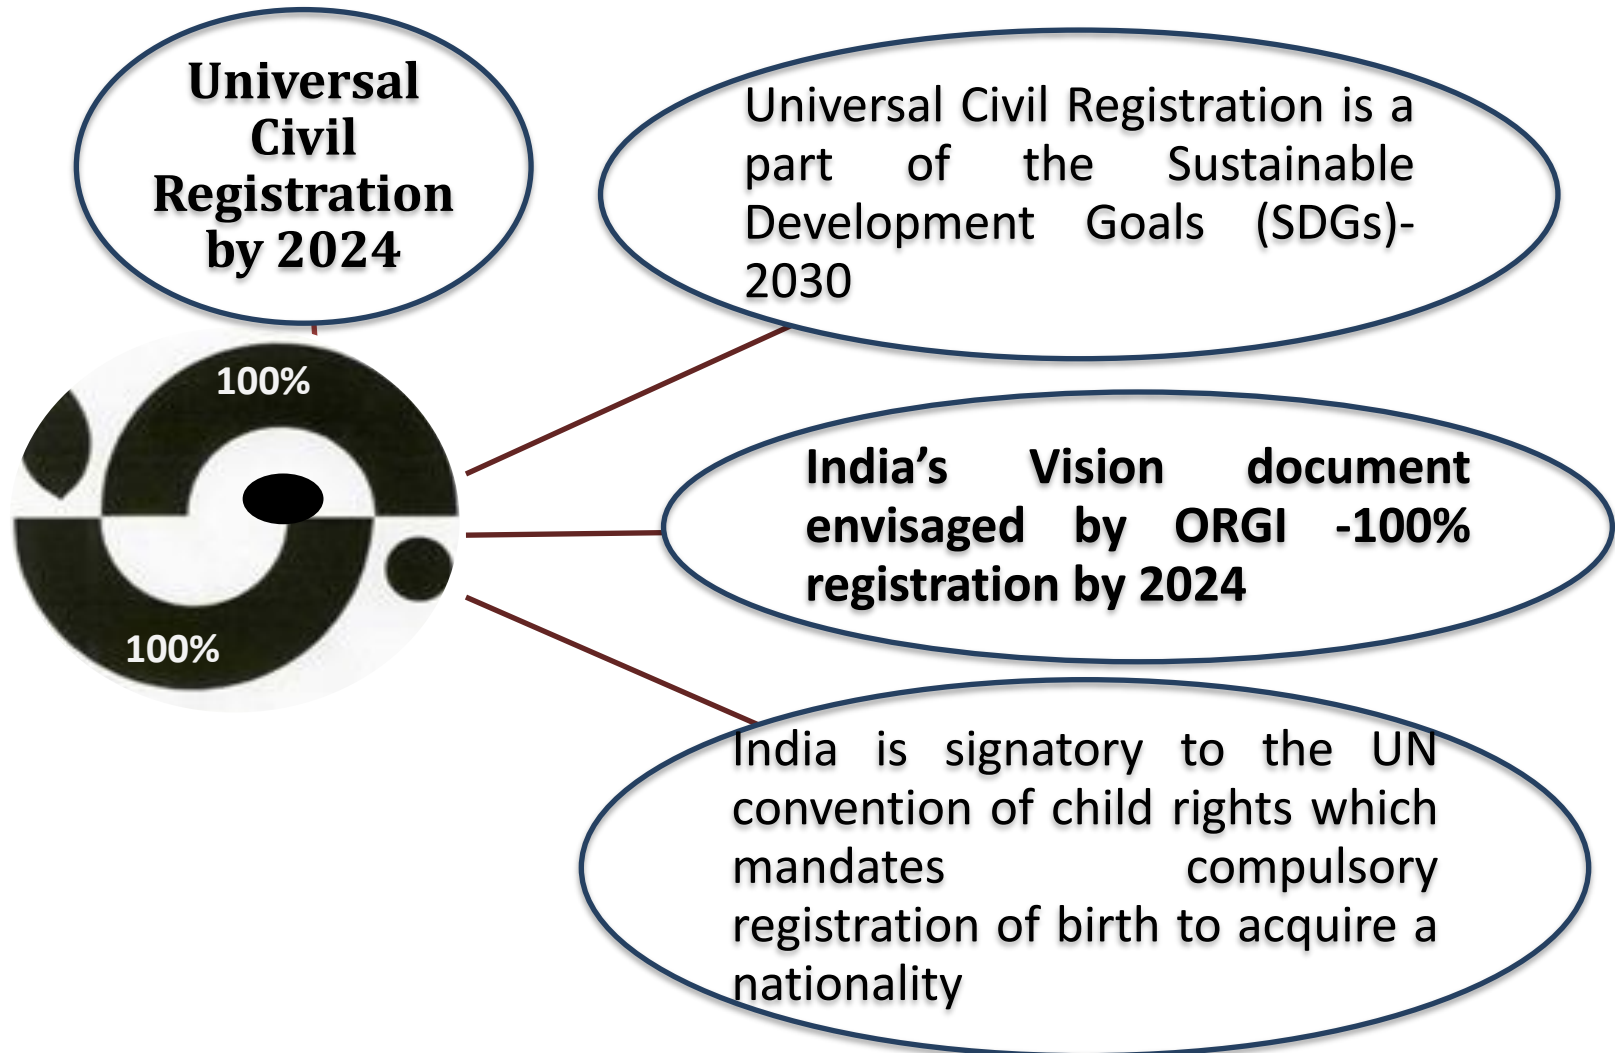 Universal
Civil
Registration
by 2024
Universal Civil Registration is a
part of the Sustainable
Development Goals (SDGs)-
2030
100%
100%
India’s Vision document
envisaged by ORGI -100%
registration by 2024
India is signatory to the UN
convention of child rights which
mandates compulsory
registration of birth to acquire a
nationality